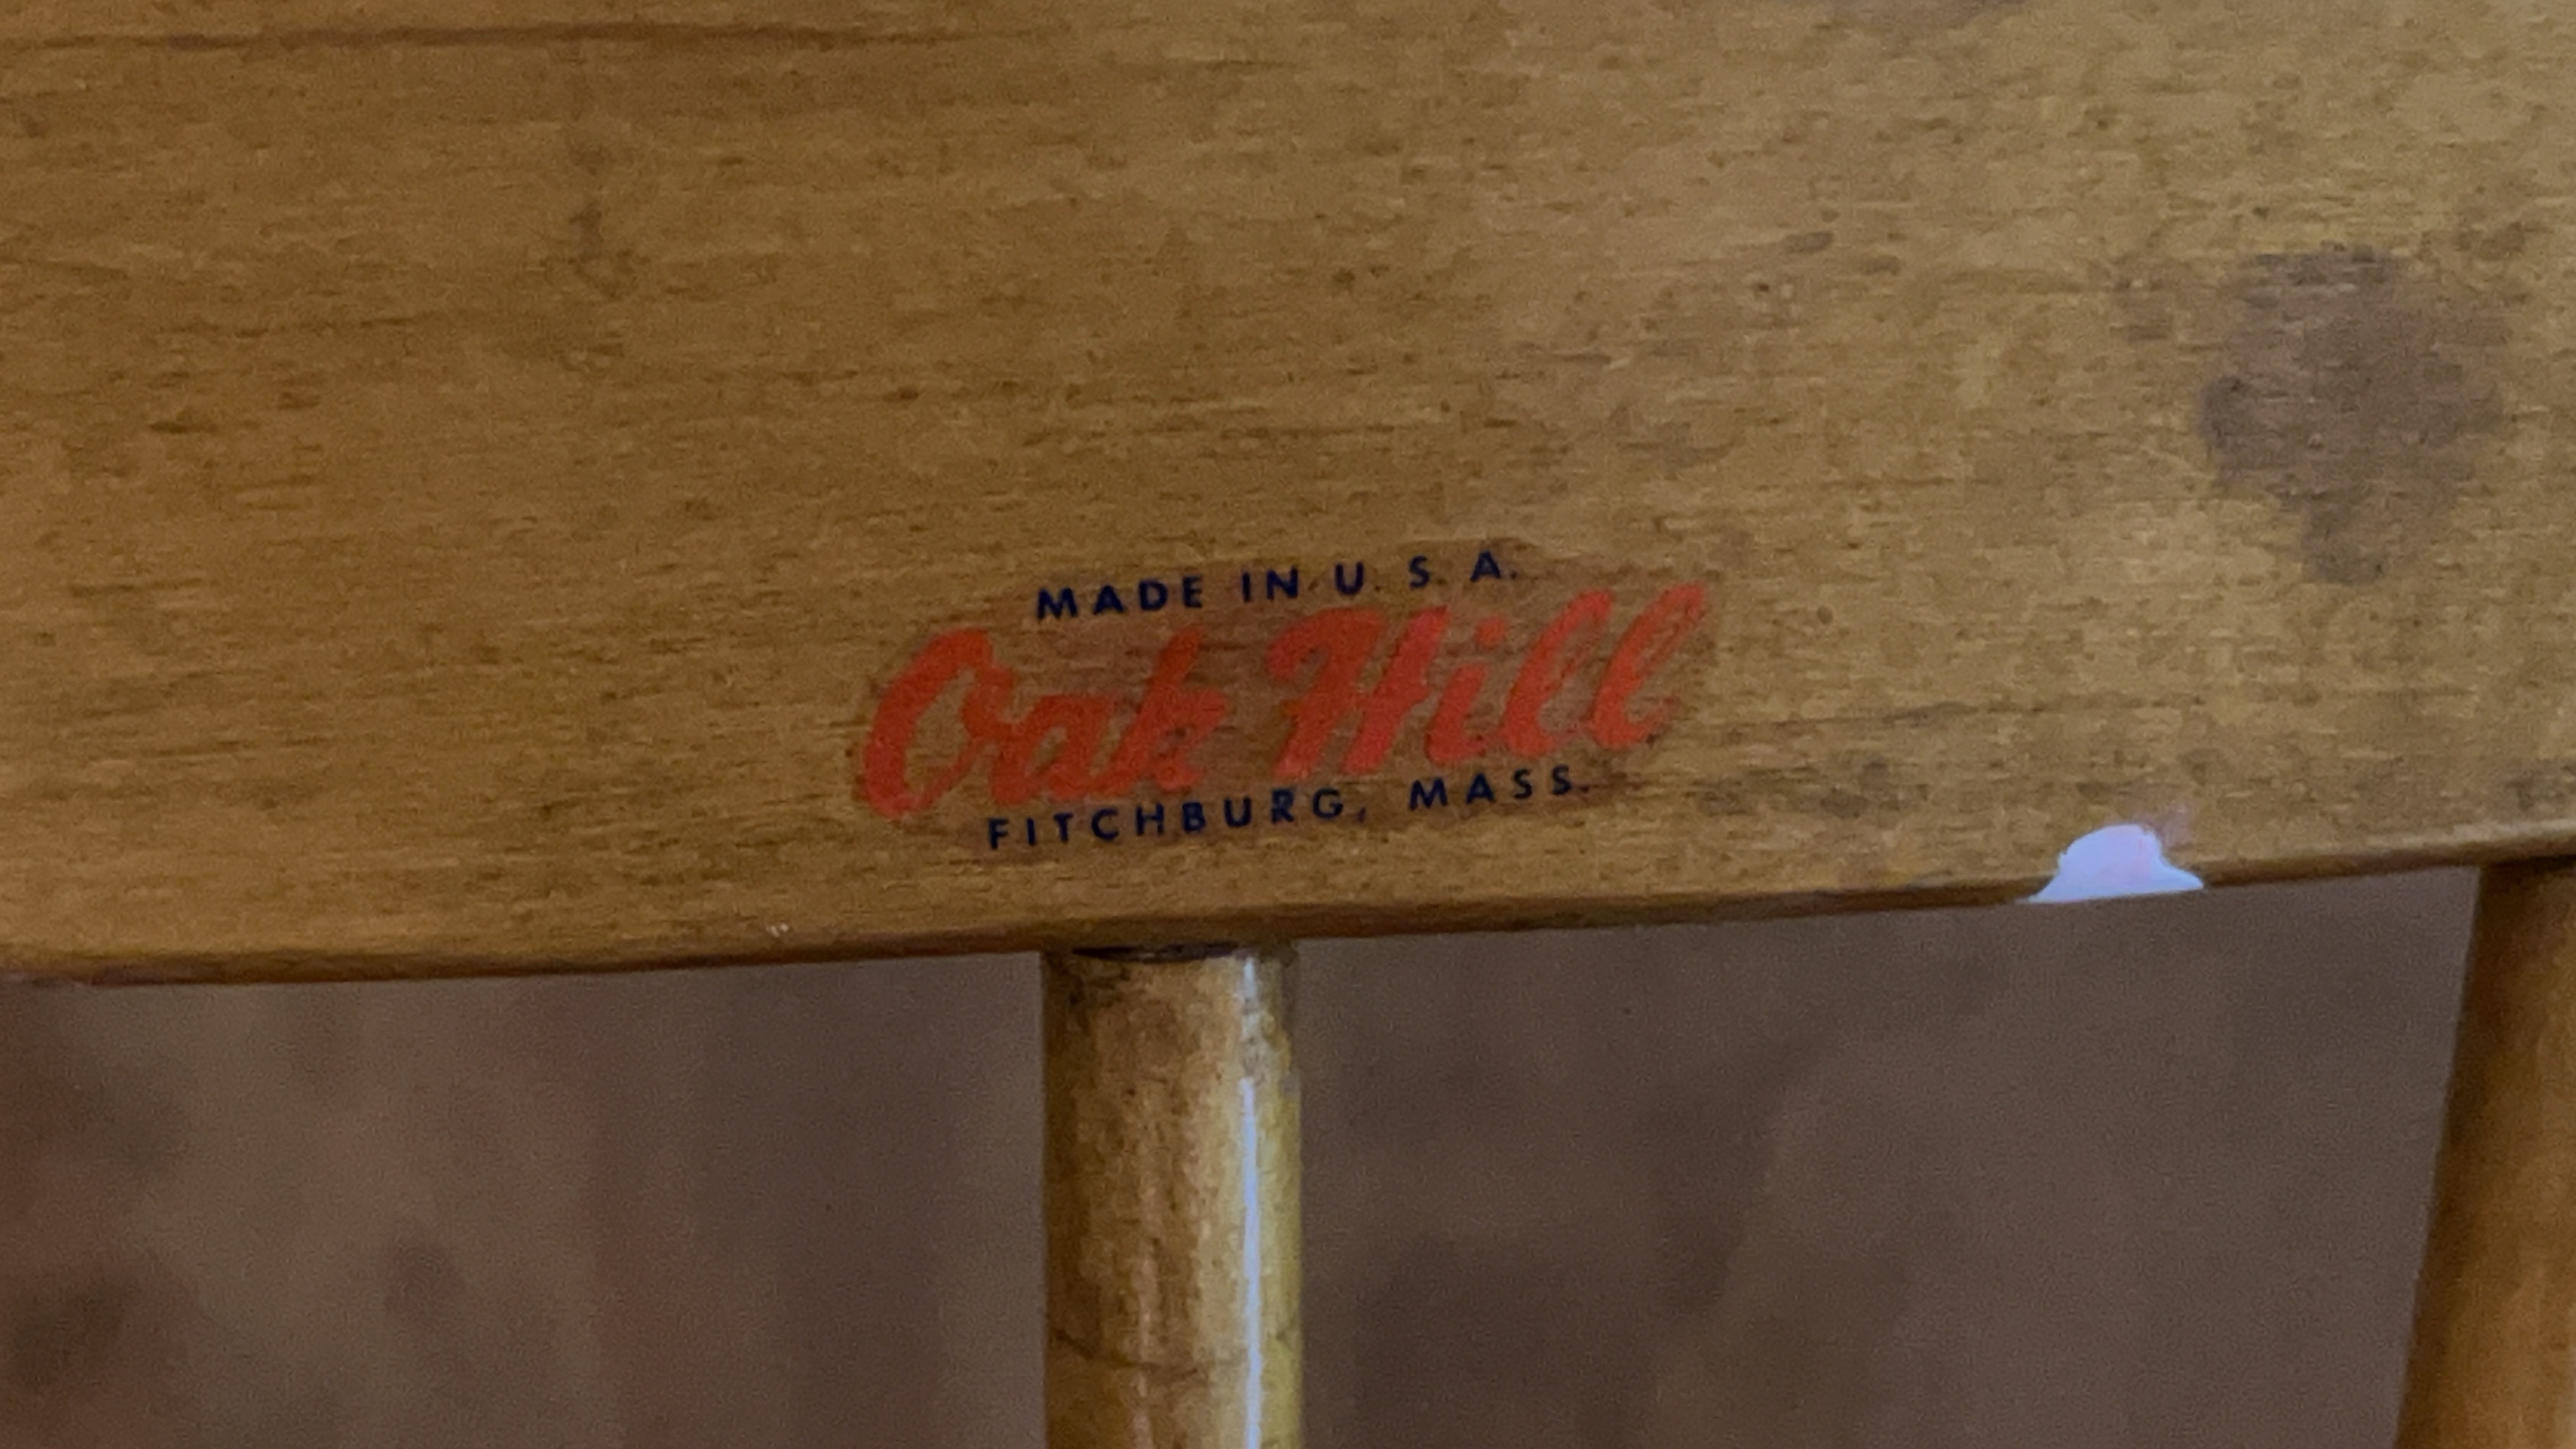 MADE IN U. S. A.
Oak Hill
FITCHBURG, MASS.